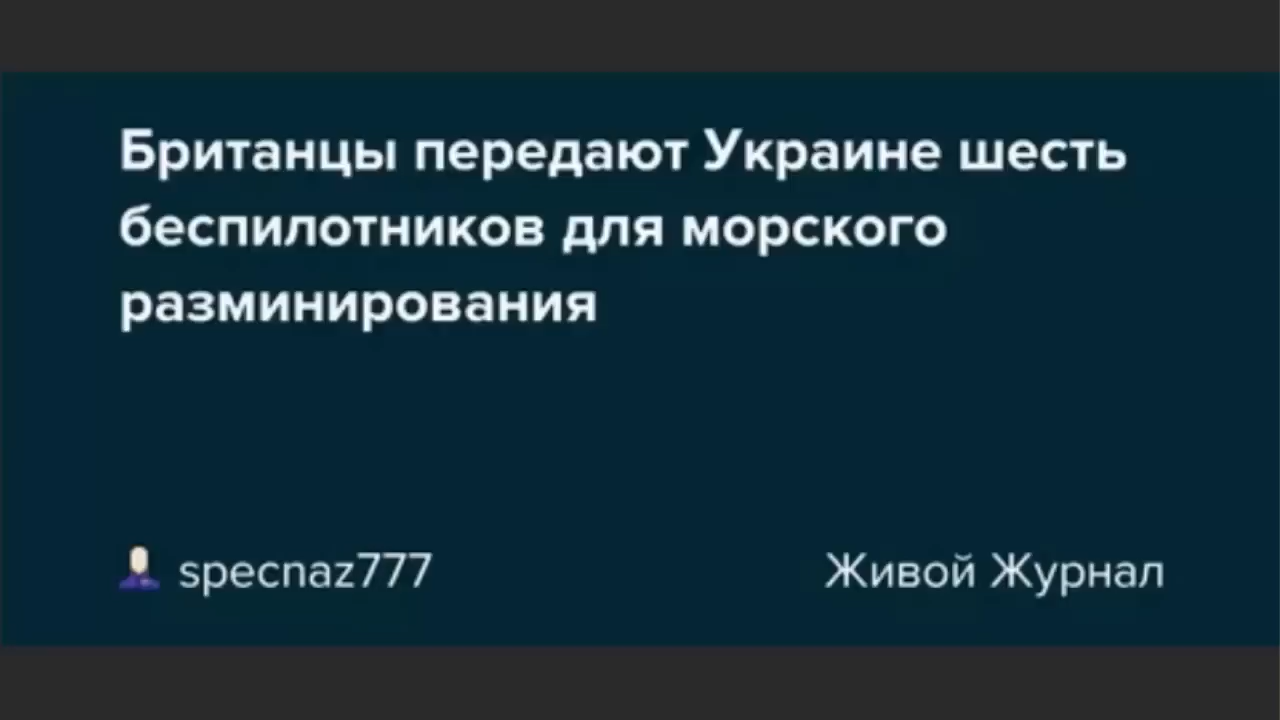 Британцы передают Украине шесть
беспилотников для морского
разминирования
specnaz777
Живой Журнал